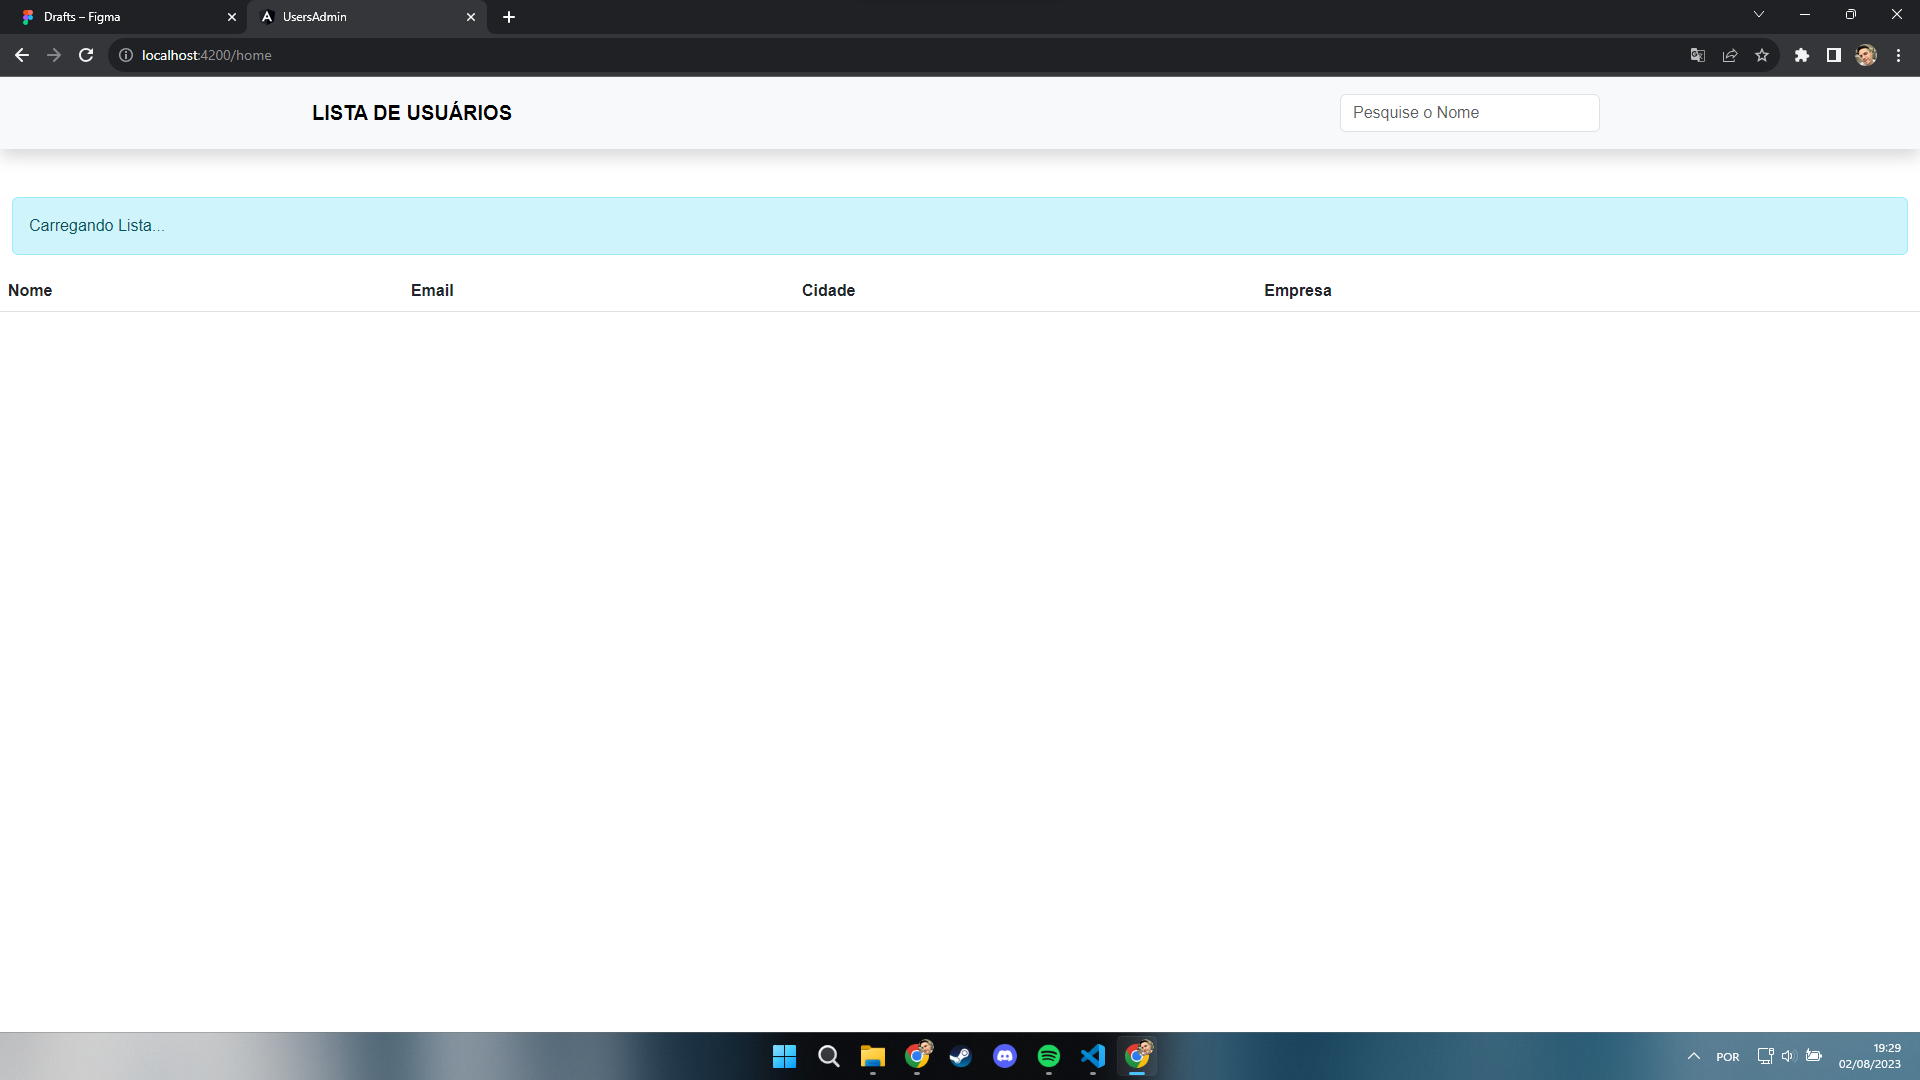 Drafts – Figma
UsersAdmin
localhost:4200/home
LISTA DE USUÁRIOS
Pesquise o Nome
Carregando Lista...
Nome Email Cidade Empresa
POR
19:29
02/08/2023